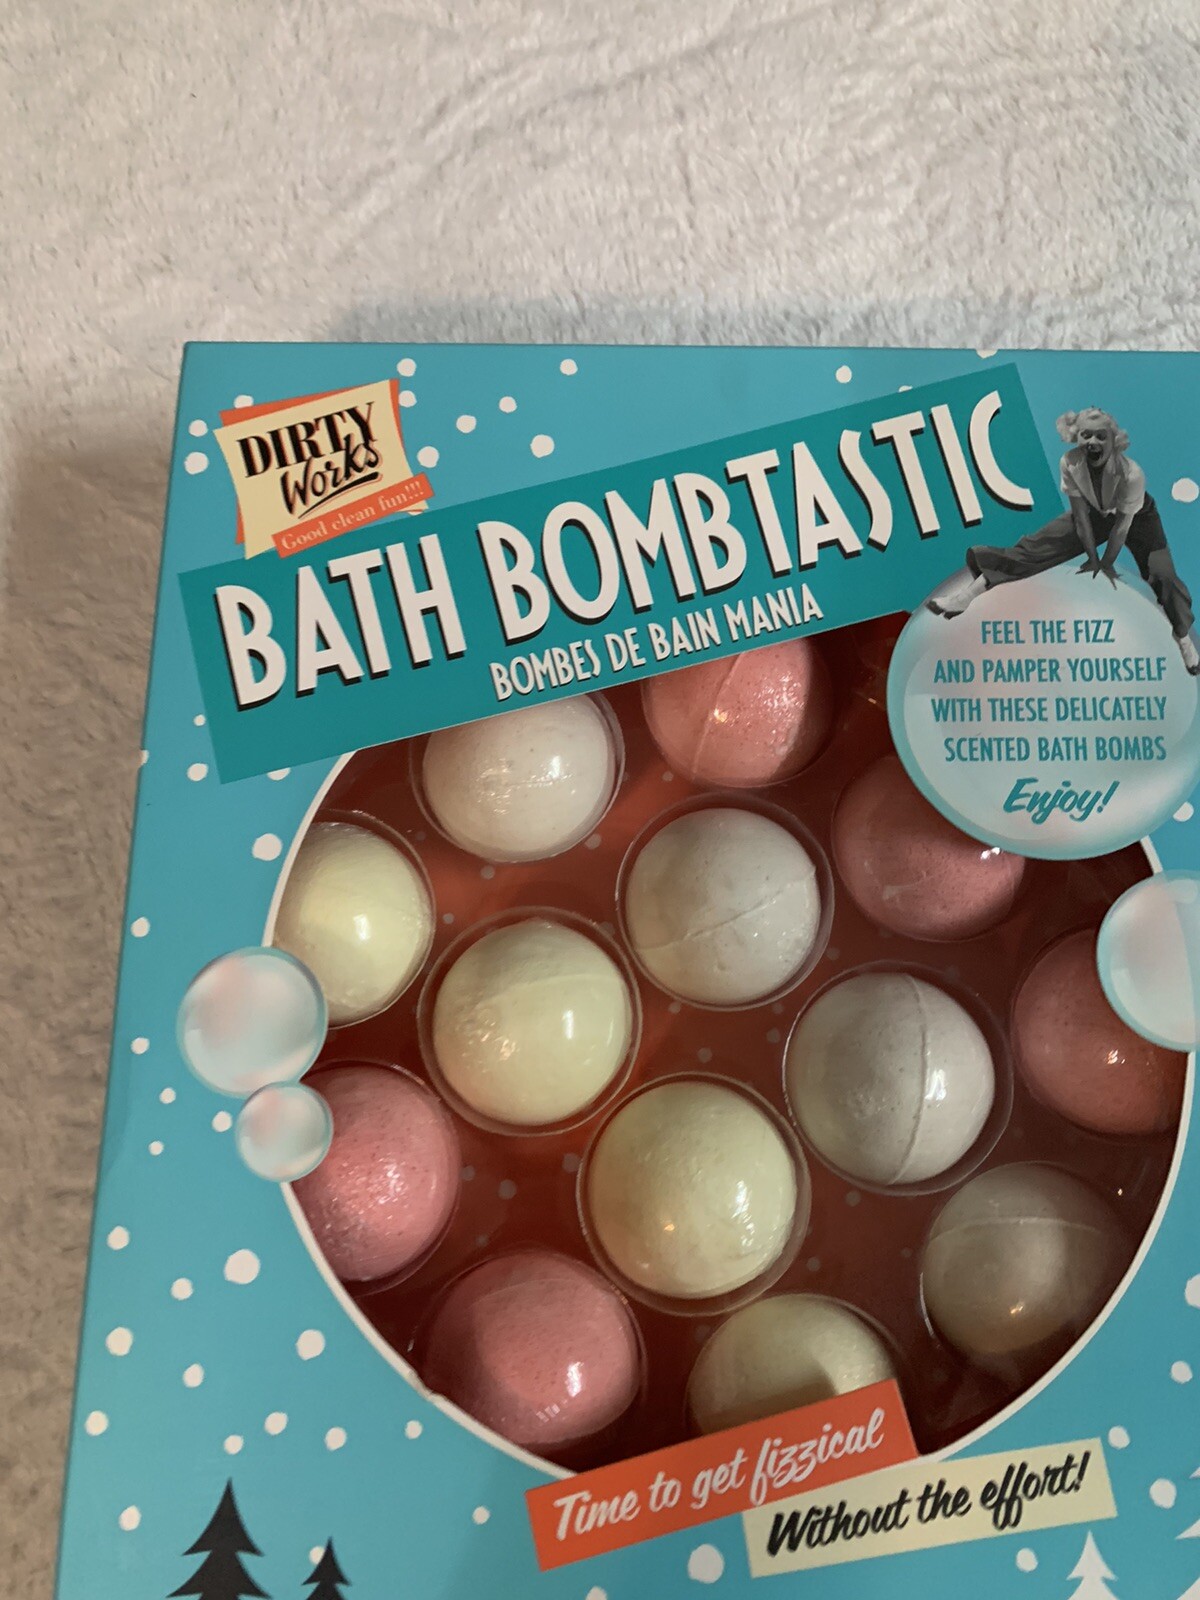 DIRTY
Works
Good clean fun!!!
BATH BOMBTASTIC
BOMBES DE BAIN MANIA
FEEL THE FIZZ
AND PAMPER YOURSELF
WITH THESE DELICATELY
SCENTED BATH BOMBS
Enjoy!
Time to get fizzical
Without the effort!